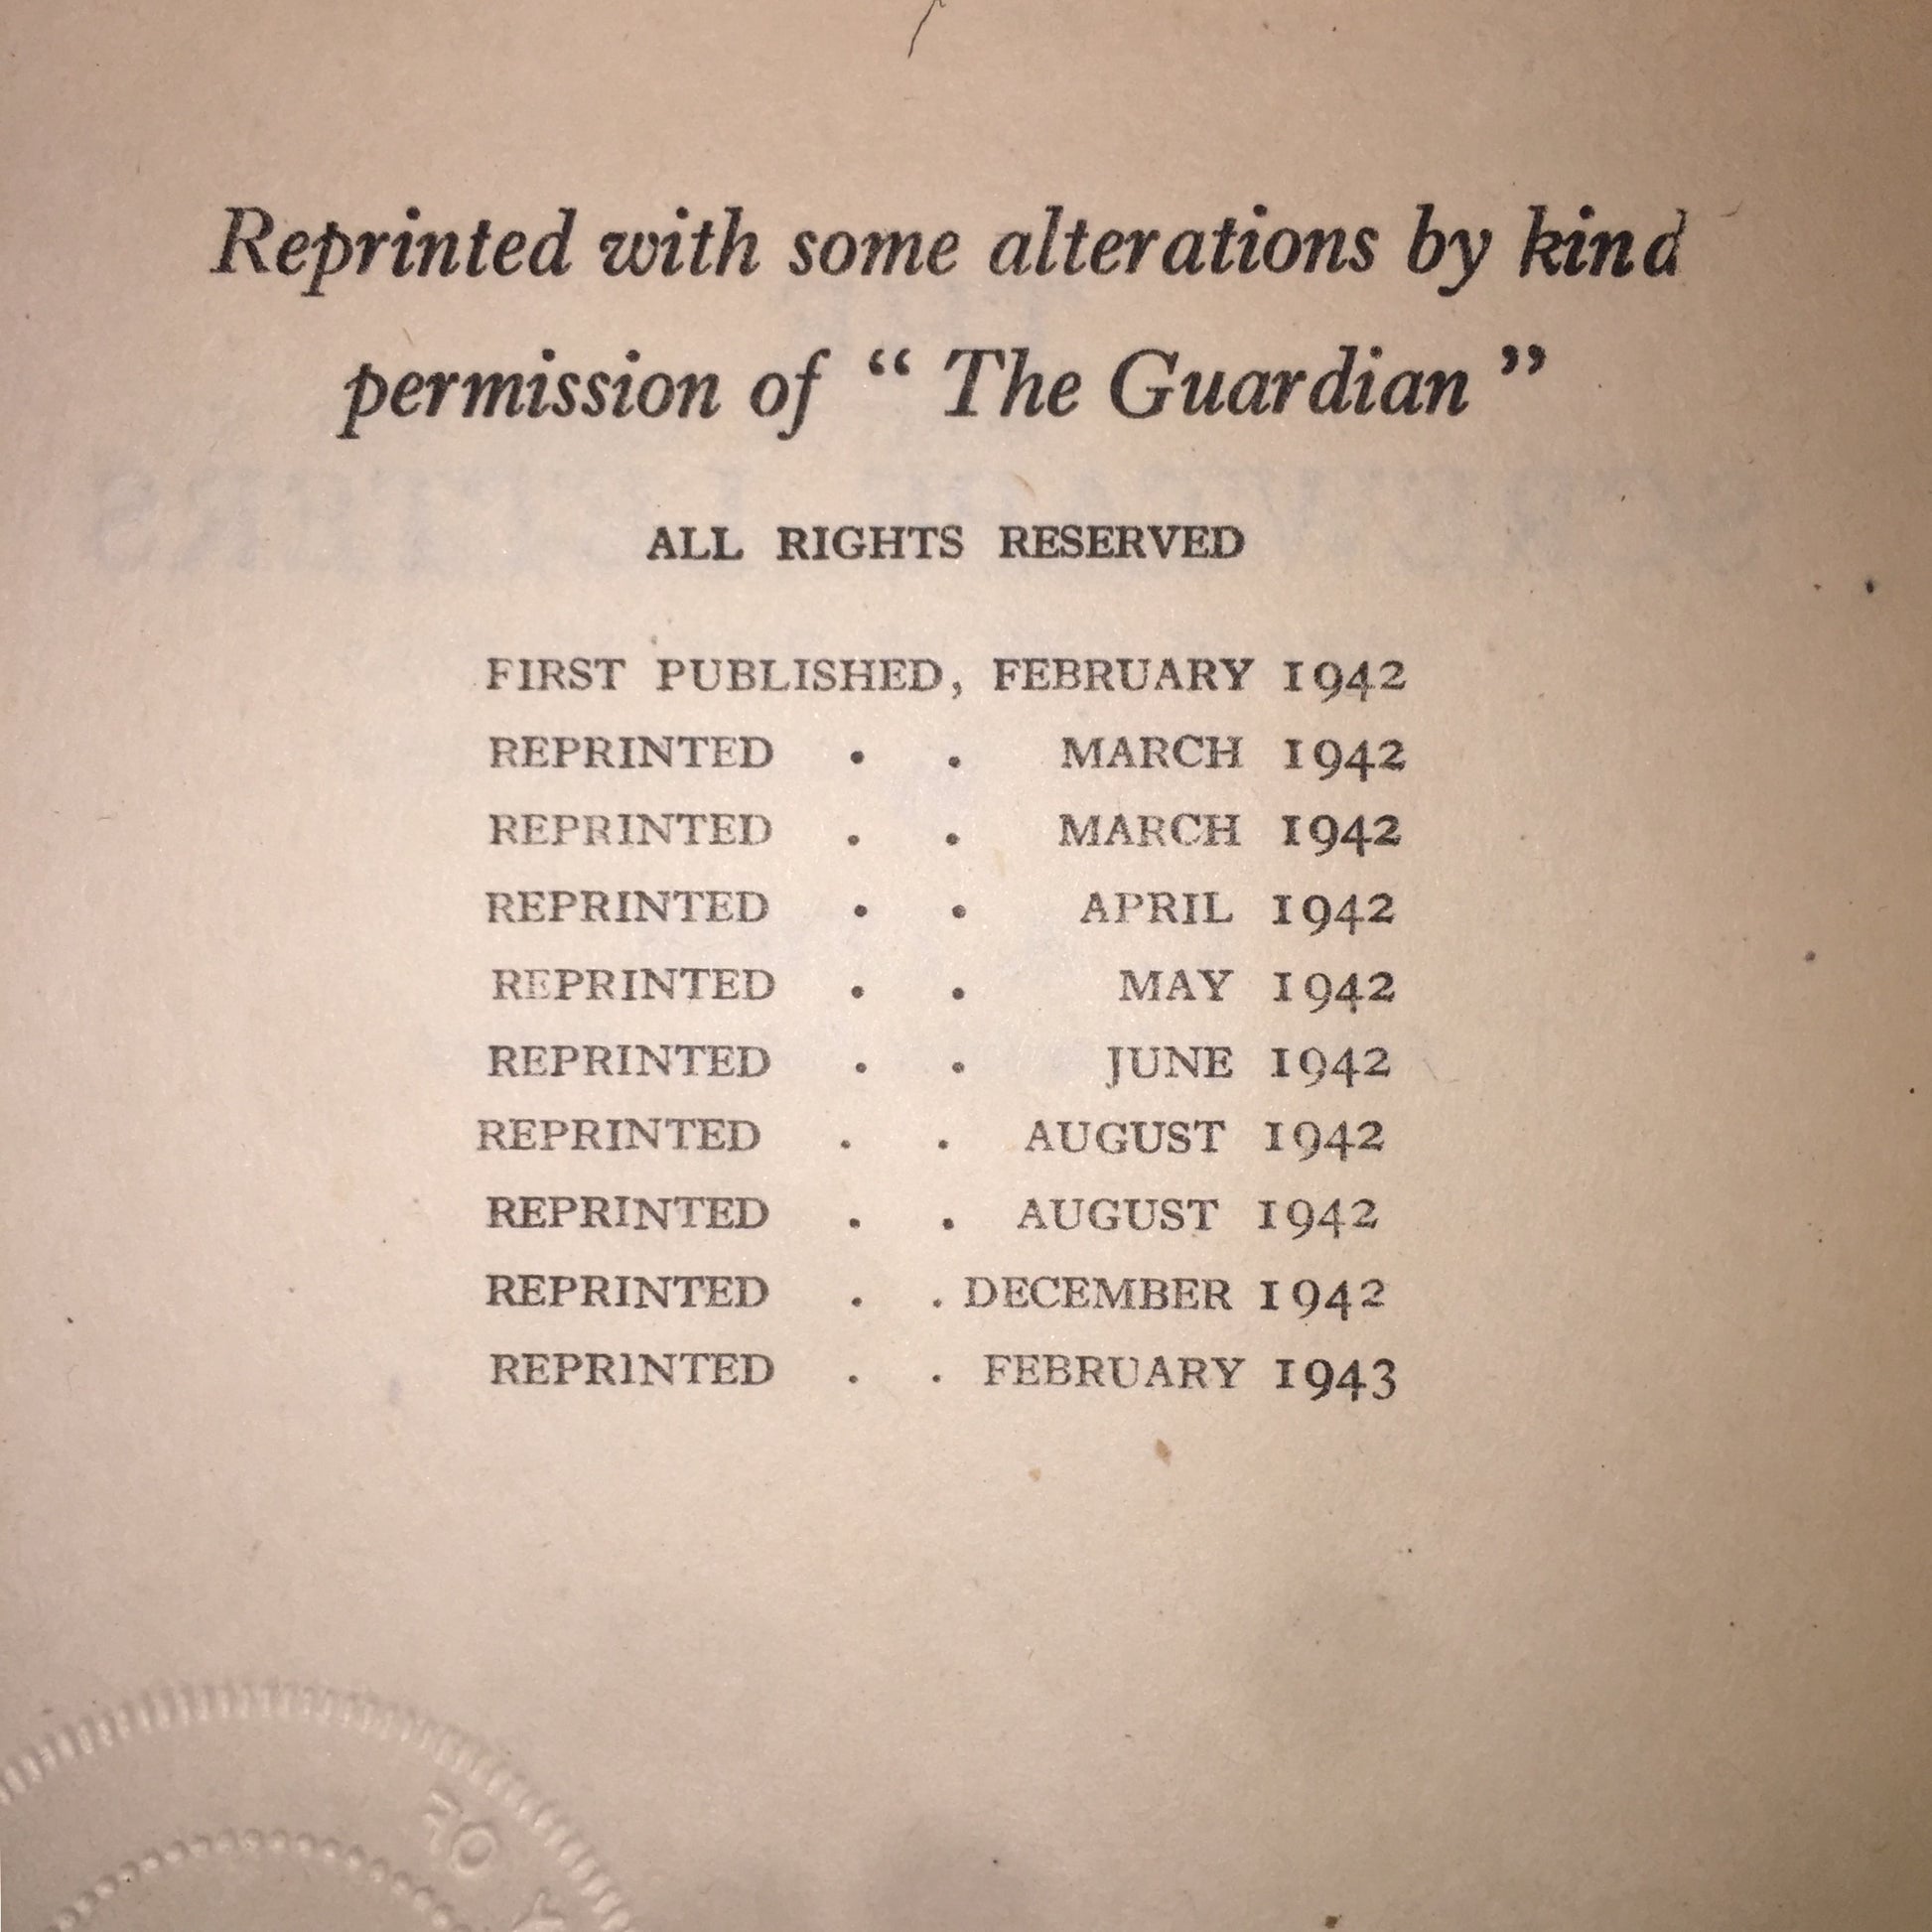 Reprinted with some alterations by kind
permission of “ The Guardian ”
ALL RIGHTS RESERVED
FIRST PUBLISHED, FEBRUARY 1942
REPRINTED . . MARCH 1942
REPRINTED . . MARCH 1942
REPRINTED . . APRIL 1942
REPRINTED . . MAY 1942
REPRINTED . . JUNE 1942
REPRINTED . . AUGUST 1942
REPRINTED . . AUGUST 1942
REPRINTED . . DECEMBER 1942
REPRINTED . . FEBRUARY 1943